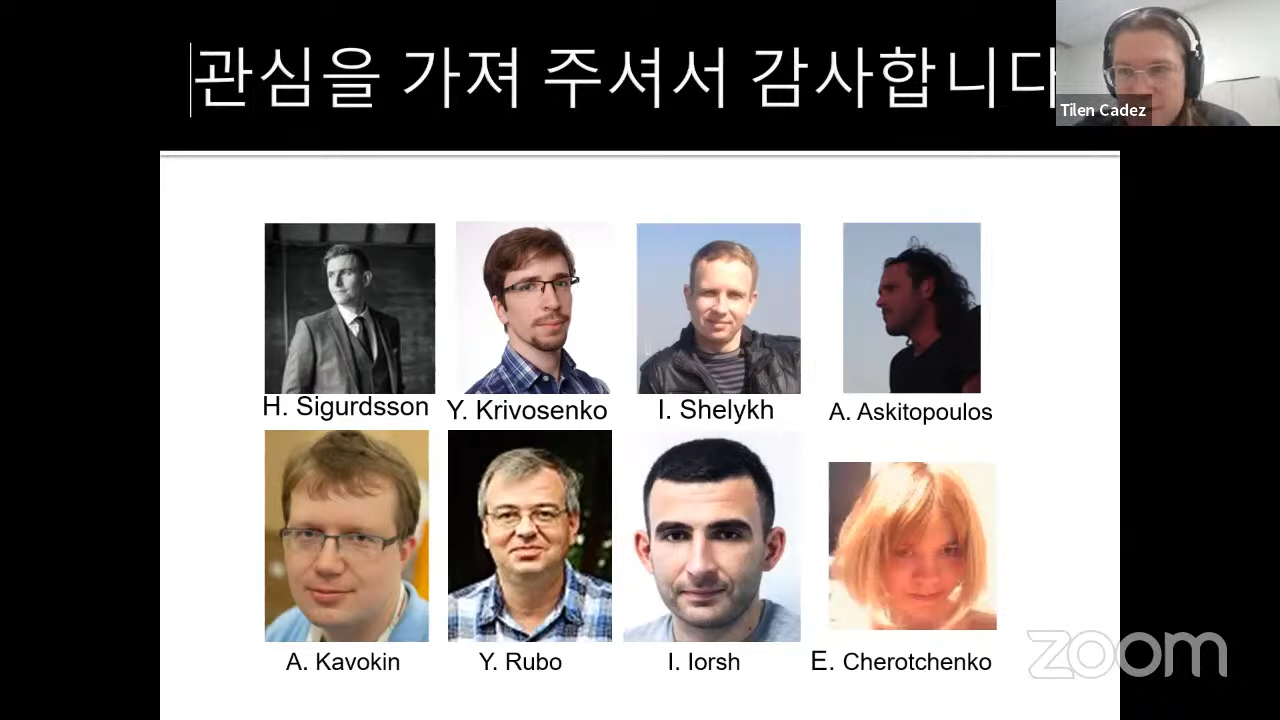 관심을 가져 주셔서 감사합니다
Tilen Cadez
H. Sigurdsson
Y. Krivosenko
I. Shelykh
A. Askitopoulos
A. Kavokin
Y. Rubo
I. Iorsh
E. Cherotchenko
zoom